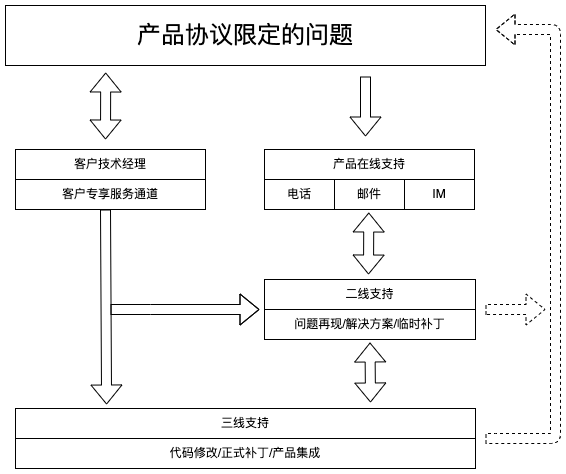 产品协议限定的问题
客户技术经理
客户专享服务通道
产品在线支持
电话 邮件 IM
二线支持
问题再现/解决方案/临时补丁
三线支持
代码修改/正式补丁/产品集成